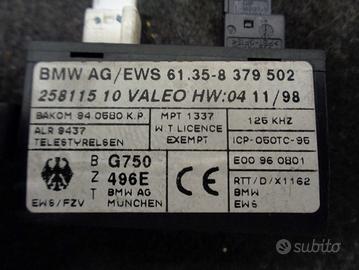 BMW AG/EWS 61.35-8 379 502
258115 10 VALEO HW:04 11/98
BAKOM 94.0580 K.P
MPT 1337
125 KHZ
ALR 9437
W T LICENCE
ICP-050TC-95
TELESTYRELSEN
EXEMPT
B G750
E00 96 0801
Z 496E
CE
RTT/D/X1162
T BMW AG
BMW
EWS/FZV
MÜNCHEN
EWS
subito